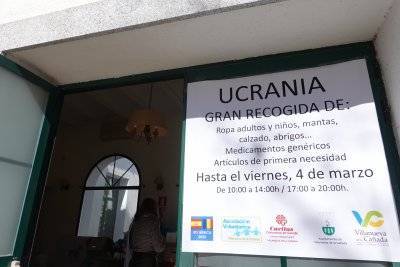 UCRANIA
GRAN RECOGIDA DE:
Ropa adultos y niños, mantas,
calzado, abrigos...
Medicamentos genéricos
Artículos de primera necesidad
Hasta el viernes, 4 de marzo
De 10:00 a 14:00h / 17:00 a 20:00h.
Cáritas
Villanueva
de la Cañada